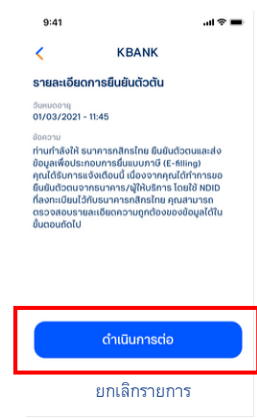 9:41
KBANK
รายละเอียดการยืนยันตัวตัน
วันหมดอายุ
01/03/2021 - 11:45
ข้อความ
ท่านกำลังให้ ธนาคารกสิกรไทย ยืนยันตัวตนและส่ง
ข้อมูลเพื่อประกอบการยื่นแบบภาษี (E-filling)
คุณได้รับการแจ้งเตือนนี้ เนื่องจากคุณได้ทำการขอ
ยืนยันตัวตนจากธนาคาร/ผู้ให้บริการ โดยใช้ NDID
ที่ลงทะเบียนไว้กับธนาคารกสิกรไทย คุณสามารถ
ตรวจสอบรายละเอียดความถูกต้องของข้อมูลได้ใน
ขั้นตอนถัดไป
ดำเนินการต่อ
ยกเลิกรายการ